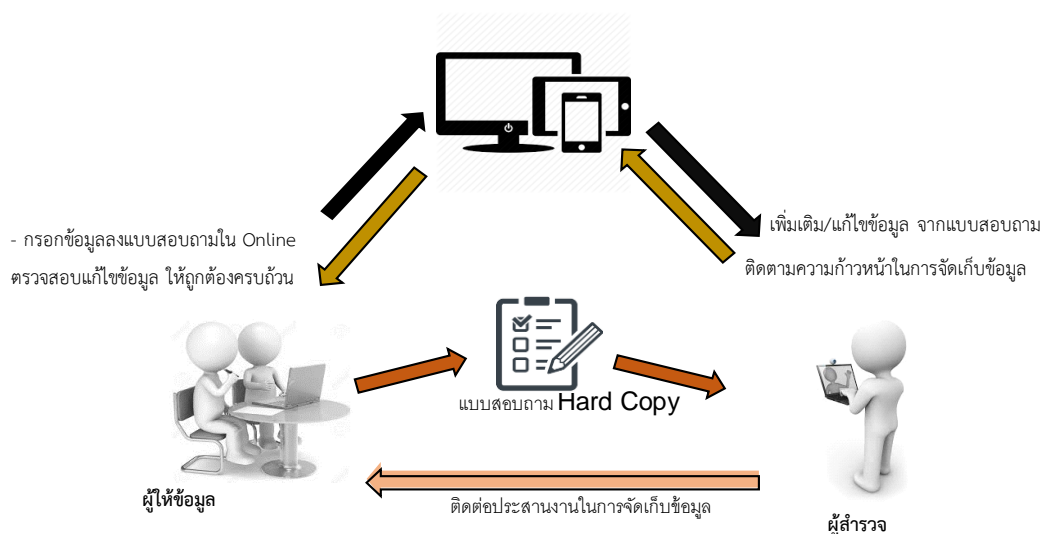 - กรอกข้อมูลลงแบบสอบถามใน Online
ตรวจสอบแก้ไขข้อมูล ให้ถูกต้องครบถ้วน
เพิ่มเติม/แก้ไขข้อมูล จากแบบสอบถาม
ติดตามความก้าวหน้าในการจัดเก็บข้อมูล
แบบสอบถาม Hard Copy
ผู้ให้ข้อมูล
ติดต่อประสานงานในการจัดเก็บข้อมูล
ผู้สำรวจ